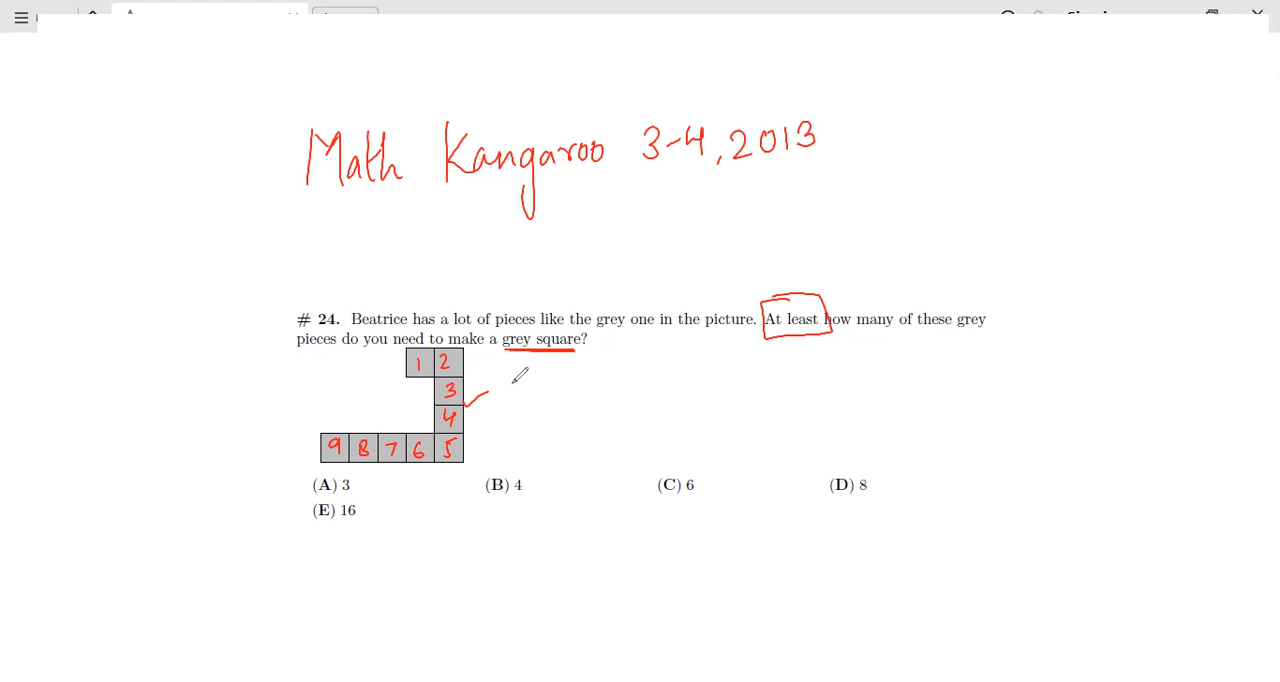 Math Kangaroo 3-4, 2013
# 24. Beatrice has a lot of pieces like the grey one in the picture. At least how many of these grey
pieces do you need to make a grey square?
1 2
3
4
9 8 7 6 5
(A) 3 (B) 4 (C) 6 (D) 8
(E) 16